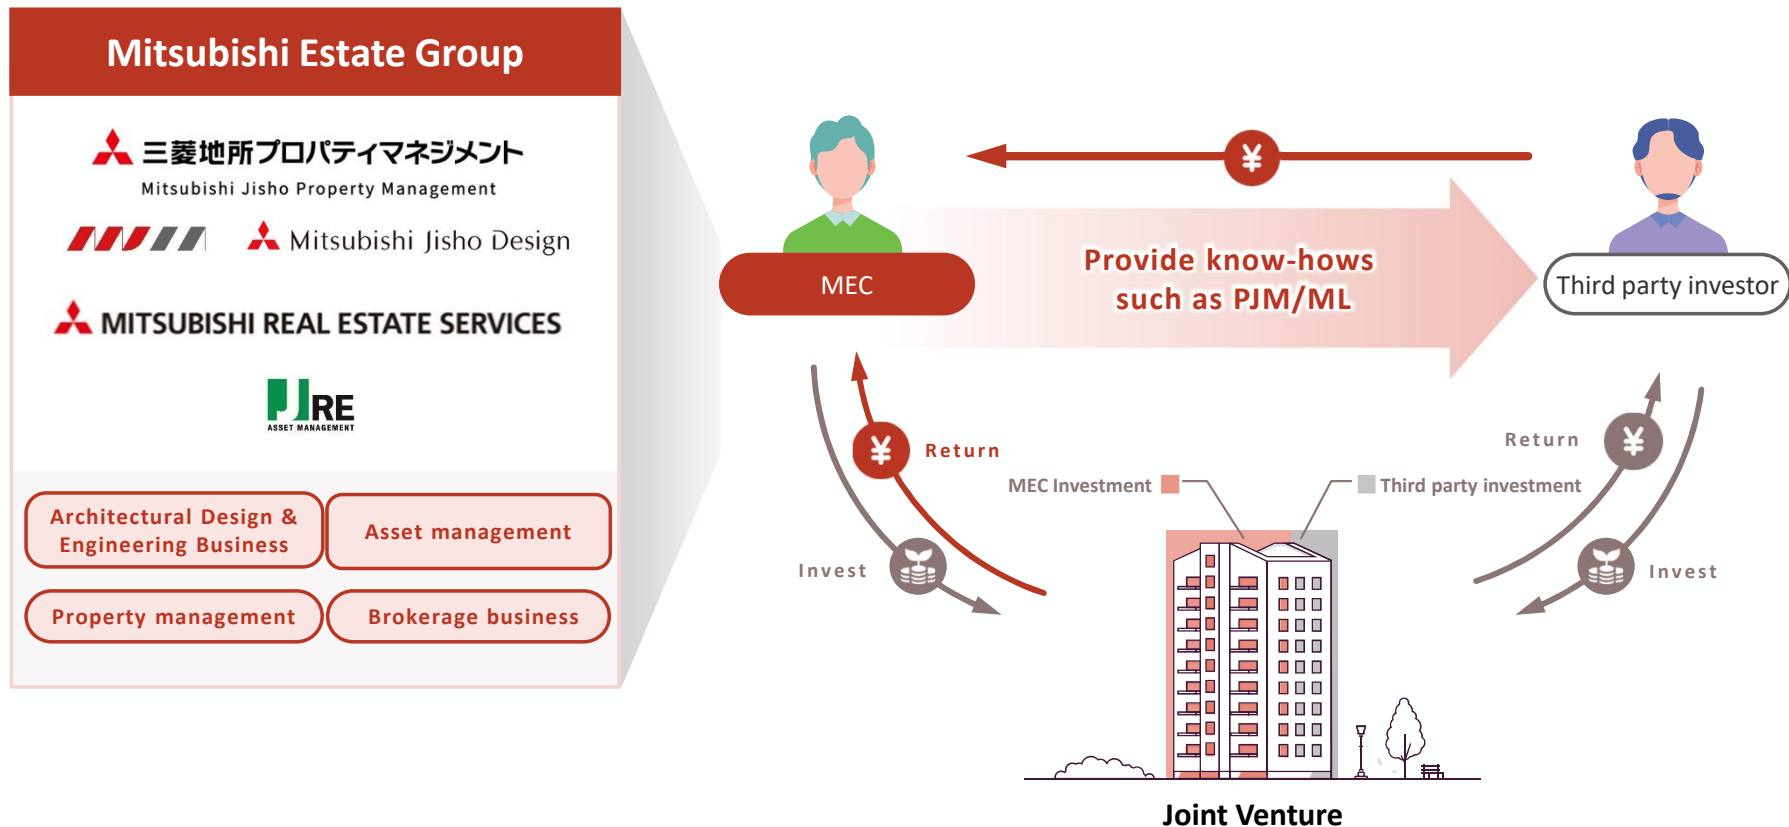 Mitsubishi Estate Group
三菱地所プロパティマネジメント
Mitsubishi Jisho Property Management
Mitsubishi Jisho Design
MITSUBISHI REAL ESTATE SERVICES
PJRE
ASSET MANAGEMENT
Architectural Design &
Engineering Business
Asset management
Property management
Brokerage business
¥
MEC
Provide know-hows
such as PJM/ML
Third party investor
¥
Return
Invest
MEC Investment
Third party investment
Return
¥
Invest
Joint Venture